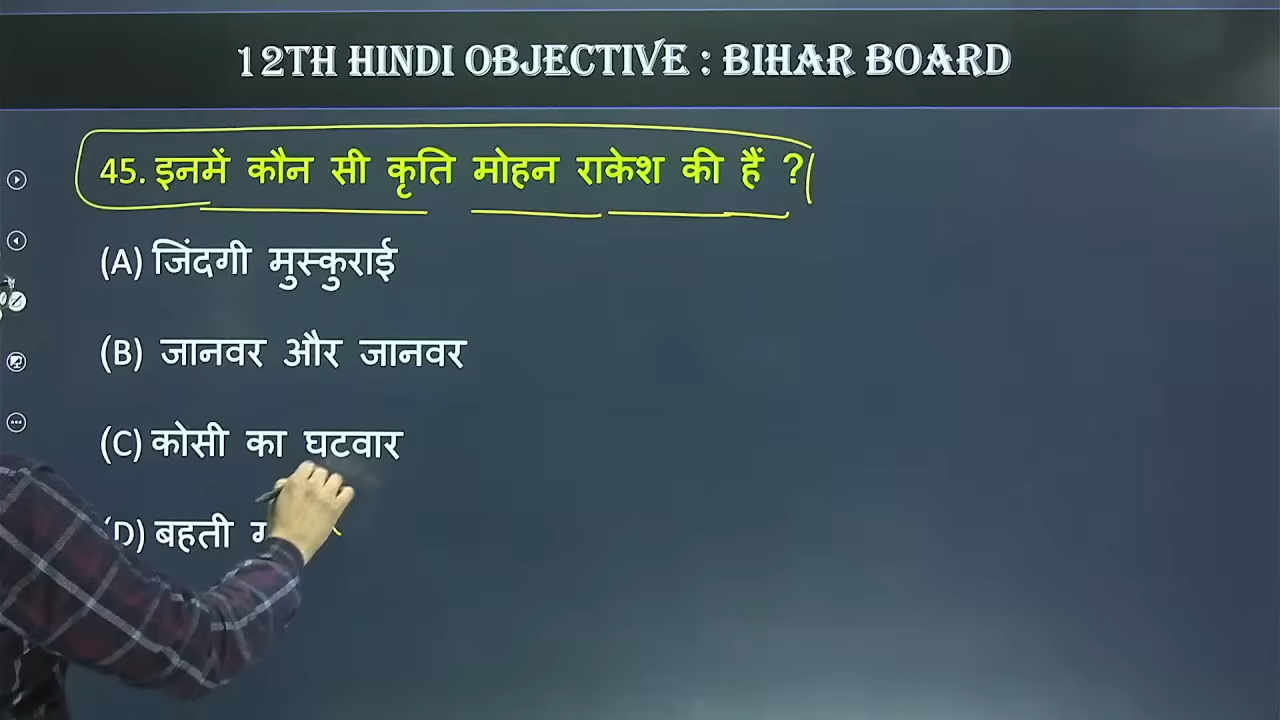 12TH HINDI OBJECTIVE : BIHAR BOARD
45. इनमें कौन सी कृति मोहन राकेश की हैं ?
(A) जिंदगी मुस्कुराई
(B) जानवर और जानवर
(C) कोसी का घटवार
(D) बहती